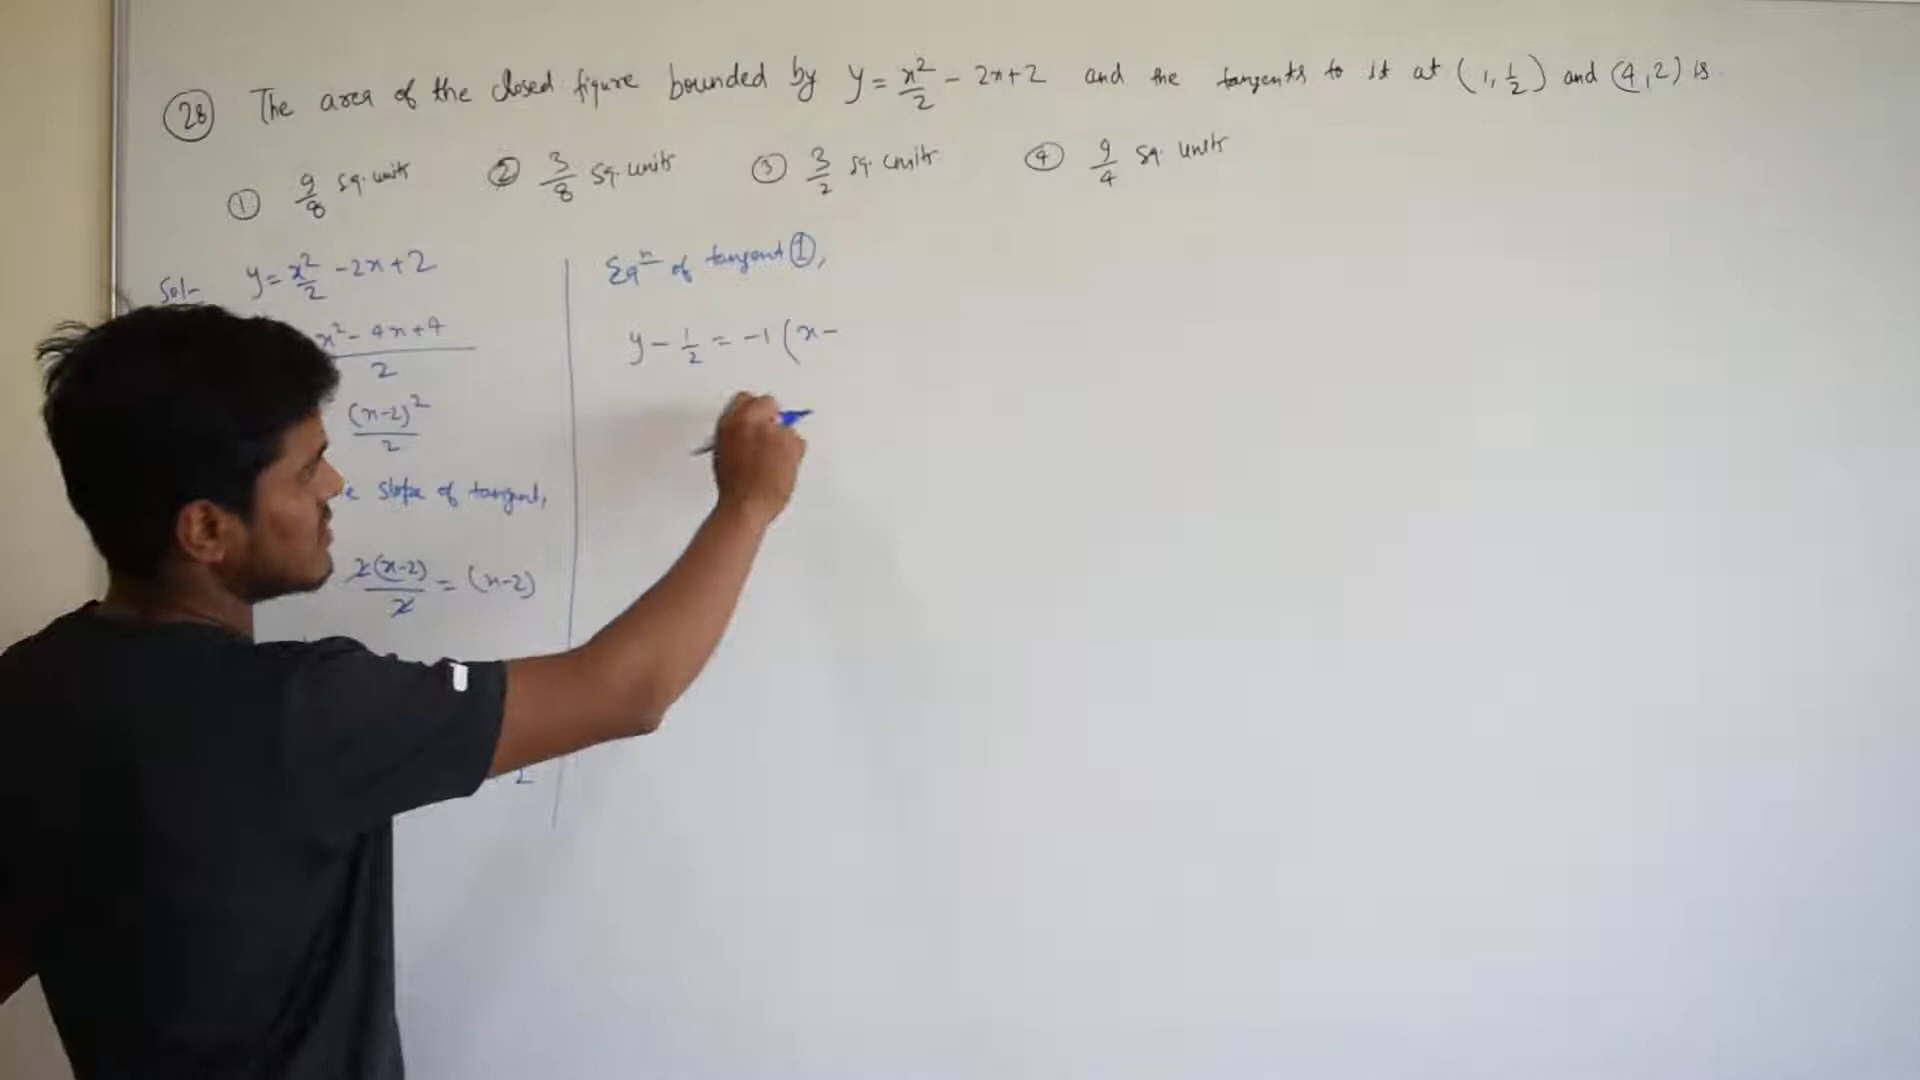 28 The area of the closed figure bounded by y = x²/2 - 2x+2 and the tangents to it at (1, 1/2) and (4, 2) is
① 9/8 sq. units ② 3/8 sq. units ③ 3/2 sq. units ④ 9/4 sq. units
Sol- y = x²/2 - 2x + 2
x² - 4x + 4 / 2
(x-2)² / 2
slope of tangent,
2(x-2) / 2 = (x-2)
2
Eqⁿ of tangent ①,
y - 1/2 = -1 (x -